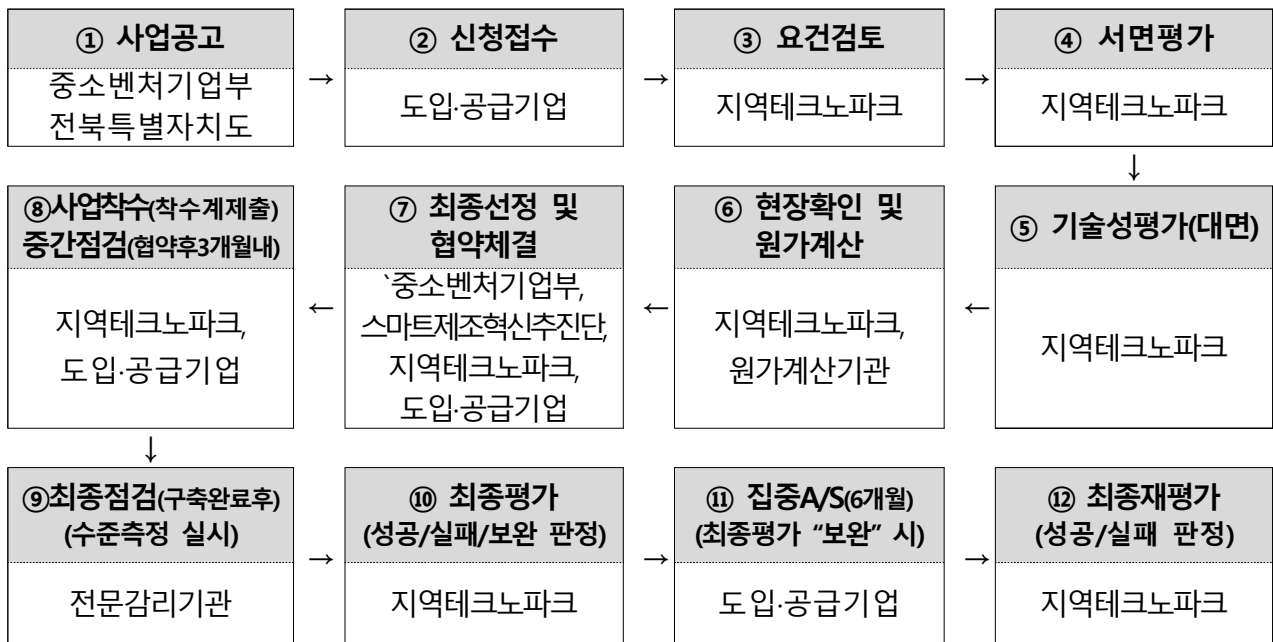 ① 사업공고
중소벤처기업부
전북특별자치도
→
② 신청접수
도입·공급기업
→
③ 요건검토
지역테크노파크
→
④ 서면평가
지역테크노파크
↓
⑤ 기술성평가(대면)
지역테크노파크
←
⑥ 현장확인 및
원가계산
지역테크노파크,
원가계산기관
←
⑦ 최종선정 및
협약체결
`중소벤처기업부,
스마트제조혁신추진단,
지역테크노파크,
도입·공급기업
←
⑧사업착수(착수계제출)
중간점검(협약후3개월내)
지역테크노파크,
도입·공급기업
↓
⑨최종점검(구축완료후)
(수준측정 실시)
전문감리기관
→
⑩ 최종평가
(성공/실패/보완 판정)
지역테크노파크
→
⑪ 집중A/S(6개월)
(최종평가 “보완” 시)
도입·공급기업
→
⑫ 최종재평가
(성공/실패 판정)
지역테크노파크